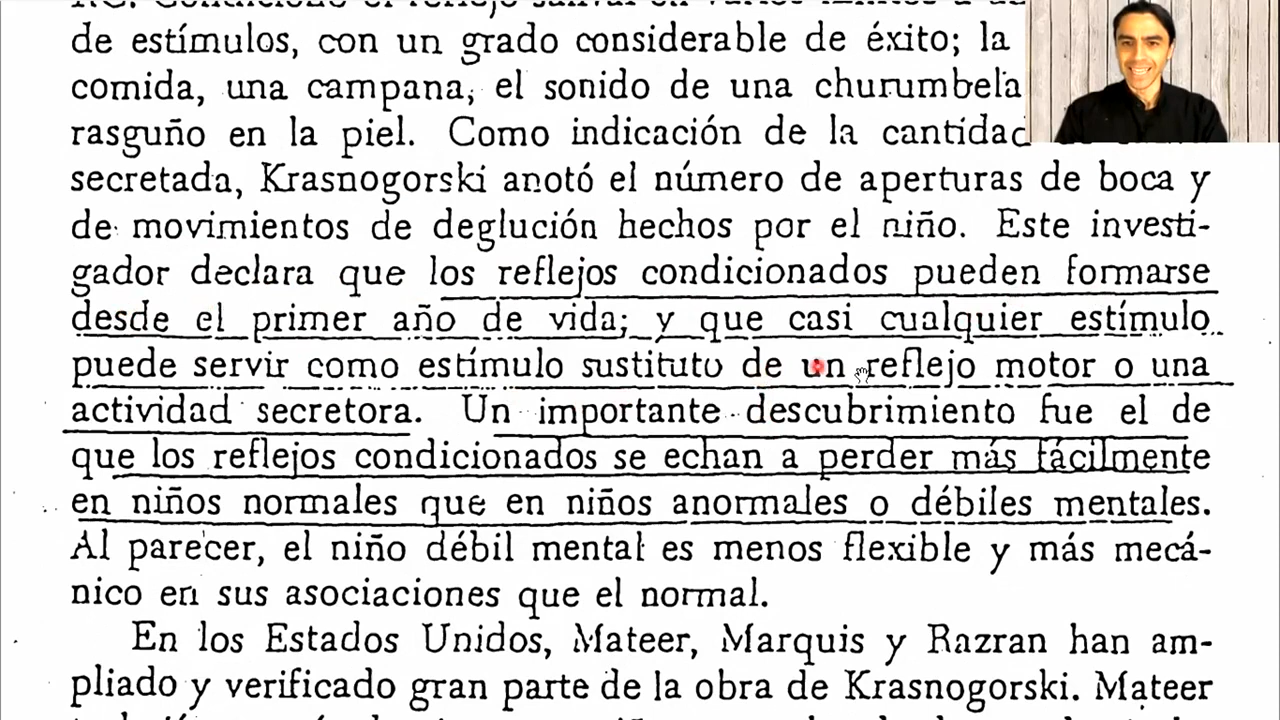 de estímulos, con un grado considerable de éxito; la
comida, una campana, el sonido de una churumbela
rasguño en la piel. Como indicación de la cantidad
secretada, Krasnogorski anotó el número de aperturas de boca y
de movimientos de deglución hechos por el niño. Este investi-
gador declara que los reflejos condicionados pueden formarse
desde el primer año de vida; y que casi cualquier estímulo
puede servir como estímulo sustituto de un reflejo motor o una
actividad secretora. Un importante descubrimiento fue el de
que los reflejos condicionados se echan a perder más fácilmente
en niños normales que en niños anormales o débiles mentales.
Al parecer, el niño débil mental es menos flexible y más mecá-
nico en sus asociaciones que el normal.
En los Estados Unidos, Mateer, Marquis y Razran han am-
pliado y verificado gran parte de la obra de Krasnogorski. Mateer